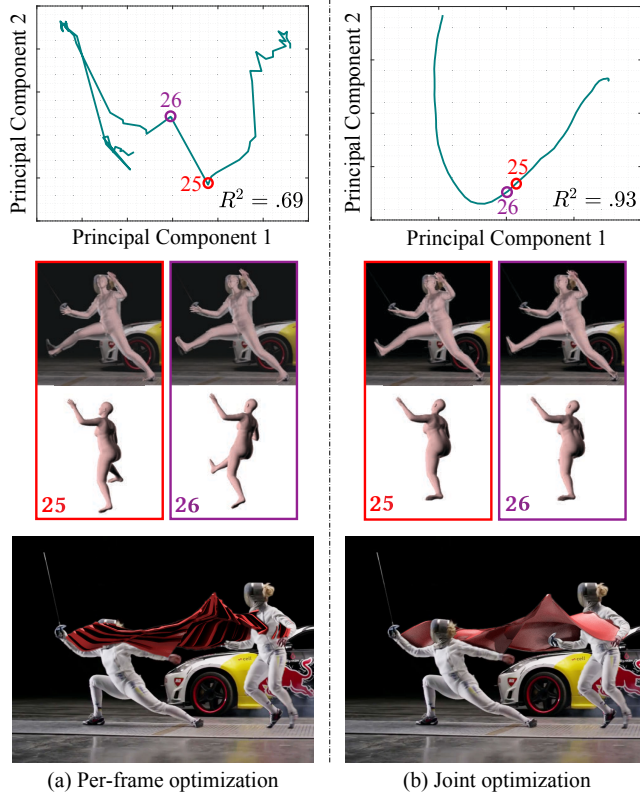 Principal Component 2
26
25
R² = .69
Principal Component 1
25
26
(a) Per-frame optimization
Principal Component 2
25
26
R² = .93
Principal Component 1
25
26
(b) Joint optimization